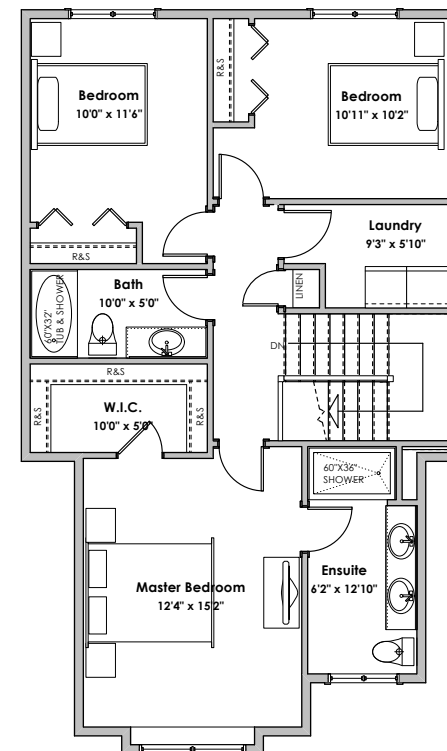 R&S
Bedroom
10'0" x 11'6"
Bedroom
10'11" x 10'2"
Laundry
9'3" x 5'10"
R&S
Bath
10'0" x 5'0"
60"X32"
TUB & SHOWER
LINEN
DN
R&S
R&S
R&S
W.I.C.
10'0" x 5'0"
60"X36"
SHOWER
Ensuite
6'2" x 12'10"
Master Bedroom
12'4" x 15'2"